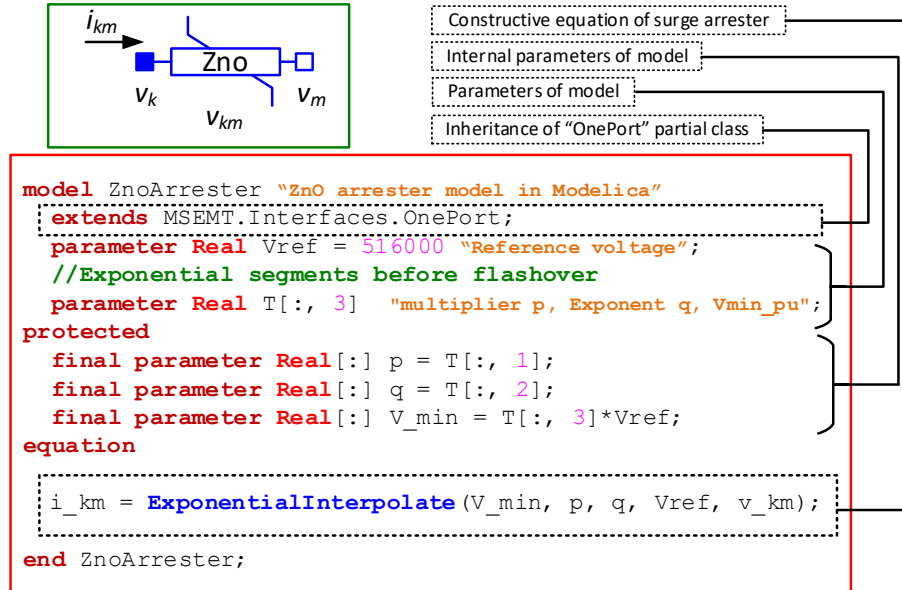 i_km
Zno
v_k
v_m
v_km
Constructive equation of surge arrester
Internal parameters of model
Parameters of model
Inheritance of “OnePort” partial class
model ZnoArrester “ZnO arrester model in Modelica”
extends MSEMT.Interfaces.OnePort;
parameter Real Vref = 516000 “Reference voltage”;
//Exponential segments before flashover
parameter Real T[:, 3] "multiplier p, Exponent q, Vmin_pu";
protected
final parameter Real[:] p = T[:, 1];
final parameter Real[:] q = T[:, 2];
final parameter Real[:] V_min = T[:, 3]*Vref;
equation
i_km = ExponentialInterpolate(V_min, p, q, Vref, v_km);
end ZnoArrester;